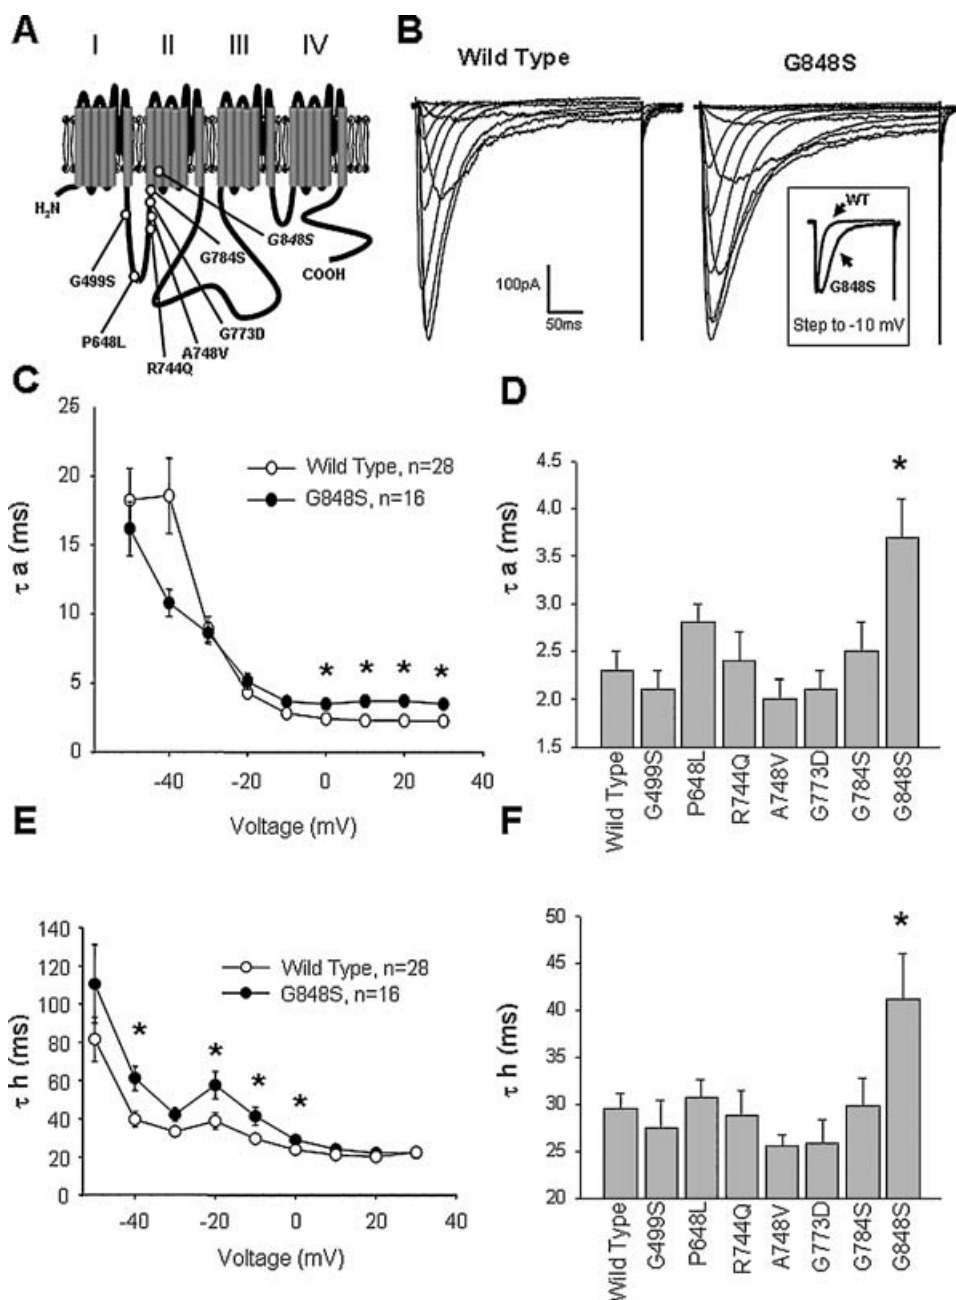 A
I II III IV
H2N
G499S
P648L
R744Q
A748V
G773D
G784S
G848S
COOH
B
Wild Type
G848S
100pA
50ms
WT
G848S
Step to -10 mV
C
25
20
15
10
5
0
τ a (ms)
Wild Type, n=28
G848S, n=16
* * * *
-40 -20 0 20 40
Voltage (mV)
D
4.5
4.0
3.5
3.0
2.5
2.0
1.5
τ a (ms)
*
Wild Type
G499S
P648L
R744Q
A748V
G773D
G784S
G848S
E
140
120
100
80
60
40
20
0
τ h (ms)
Wild Type, n=28
G848S, n=16
* * * *
-40 -20 0 20 40
Voltage (mV)
F
50
45
40
35
30
25
20
τ h (ms)
*
Wild Type
G499S
P648L
R744Q
A748V
G773D
G784S
G848S